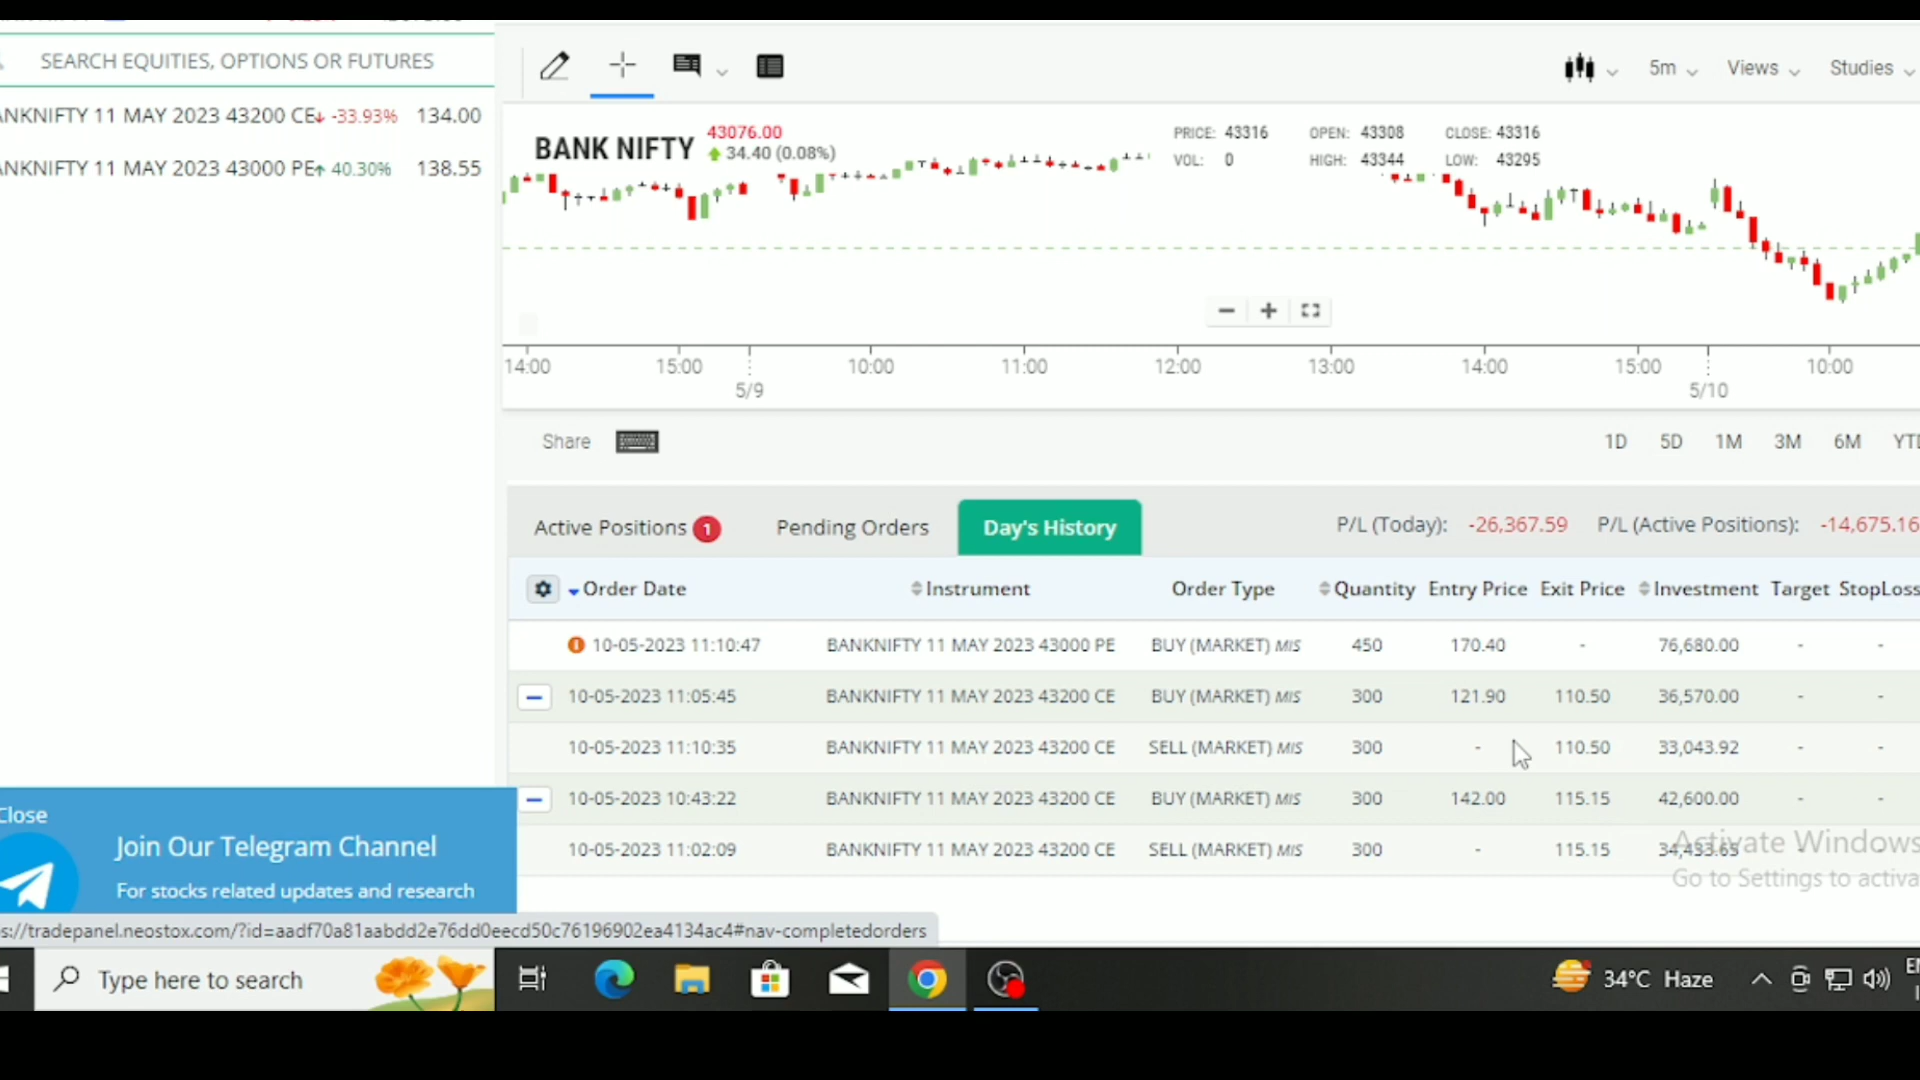 SEARCH EQUITIES, OPTIONS OR FUTURES
ANKNIFTY 11 MAY 2023 43200 CE -33.93% 134.00
ANKNIFTY 11 MAY 2023 43000 PE 40.30% 138.55
5m Views Studies
BANK NIFTY 43076.00 34.40 (0.08%)
PRICE: 43316 OPEN: 43308 CLOSE: 43316
VOL: 0 HIGH: 43344 LOW: 43295
14:00 15:00 10:00 11:00 12:00 13:00 14:00 15:00 10:00
5/9 5/10
Share 1D 5D 1M 3M 6M YTD
Active Positions 1 Pending Orders Day's History P/L (Today): -26,367.59 P/L (Active Positions): -14,675.16
Order Date Instrument Order Type Quantity Entry Price Exit Price Investment Target StopLoss
10-05-2023 11:10:47 BANKNIFTY 11 MAY 2023 43000 PE BUY (MARKET) MIS 450 170.40 - 76,680.00 - -
10-05-2023 11:05:45 BANKNIFTY 11 MAY 2023 43200 CE BUY (MARKET) MIS 300 121.90 110.50 36,570.00 - -
10-05-2023 11:10:35 BANKNIFTY 11 MAY 2023 43200 CE SELL (MARKET) MIS 300 - 110.50 33,043.92 - -
10-05-2023 10:43:22 BANKNIFTY 11 MAY 2023 43200 CE BUY (MARKET) MIS 300 142.00 115.15 42,600.00 - -
10-05-2023 11:02:09 BANKNIFTY 11 MAY 2023 43200 CE SELL (MARKET) MIS 300 - 115.15 34,433.65 - -
Close
Join Our Telegram Channel
For stocks related updates and research
Activate Windows
Go to Settings to activa
s://tradepanel.neostox.com/?id=aadf70a81aabdd2e76dd0eecd50c76196902ea4134ac4#nav-completedorders
Type here to search
34°C Haze